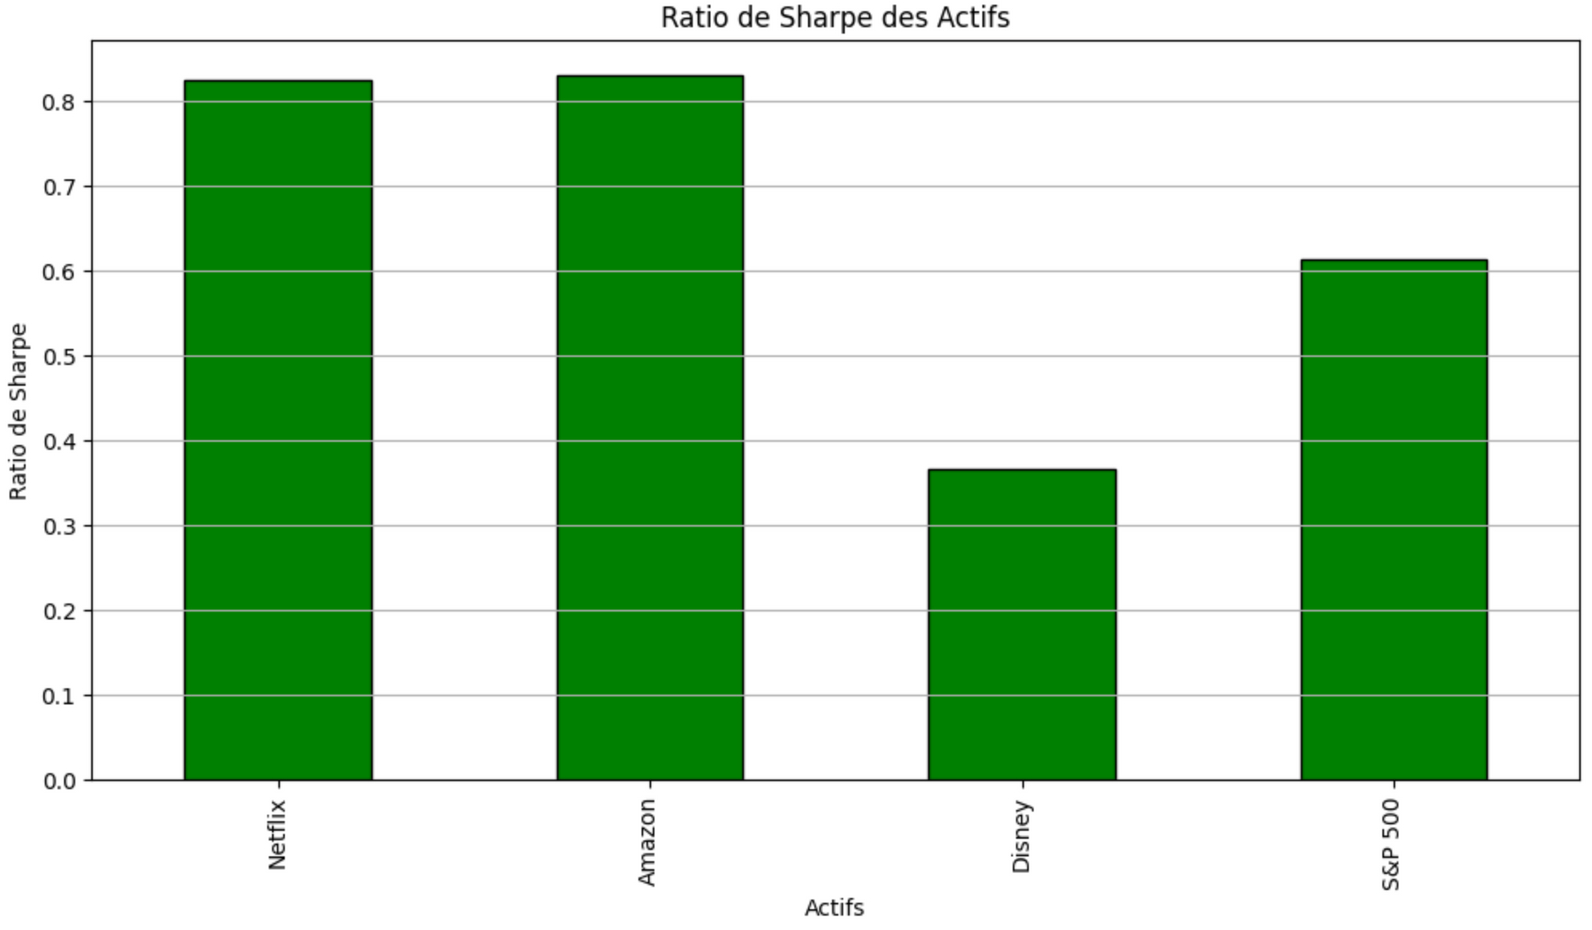 Ratio de Sharpe des Actifs
Ratio de Sharpe
0.8
0.7
0.6
0.5
0.4
0.3
0.2
0.1
0.0
Netflix
Amazon
Disney
S&P 500
Actifs